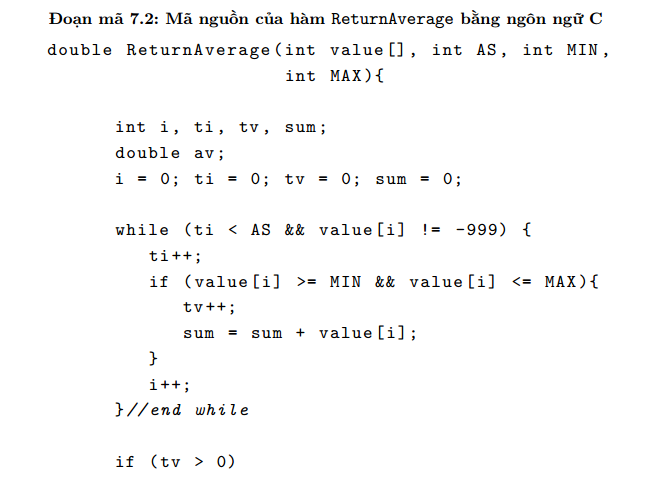 Đoạn mã 7.2: Mã nguồn của hàm ReturnAverage bằng ngôn ngữ C
double ReturnAverage(int value[], int AS, int MIN,
int MAX){
int i, ti, tv, sum;
double av;
i = 0; ti = 0; tv = 0; sum = 0;
while (ti < AS && value[i] != -999) {
ti++;
if (value[i] >= MIN && value[i] <= MAX){
tv++;
sum = sum + value[i];
}
i++;
}//end while
if (tv > 0)